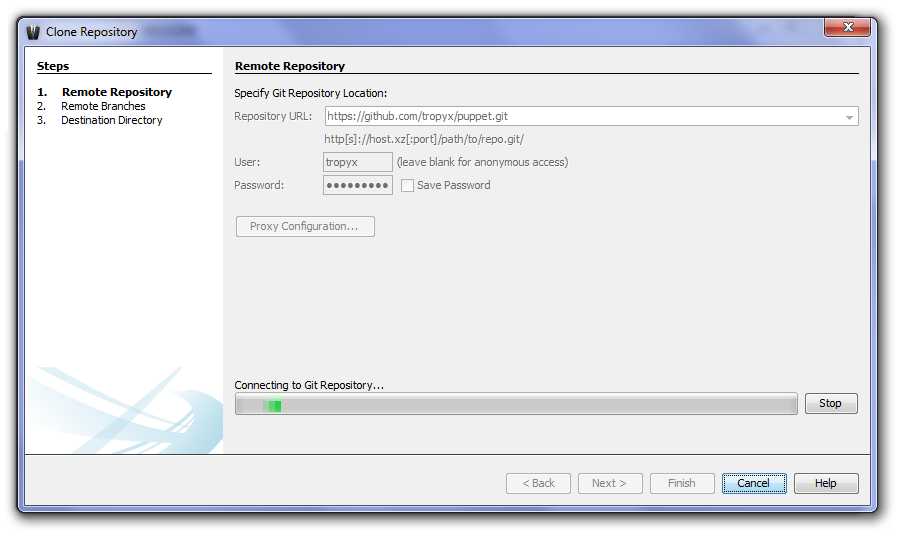 Clone Repository
Steps
1. Remote Repository
2. Remote Branches
3. Destination Directory
Remote Repository
Specify Git Repository Location:
Repository URL: https://github.com/tropyx/puppet.git
http[s]://host.xz[:port]/path/to/repo.git/
User: tropyx (leave blank for anonymous access)
Password: ●●●●●●●●● Save Password
Proxy Configuration...
Connecting to Git Repository...
Stop
< Back Next > Finish Cancel Help